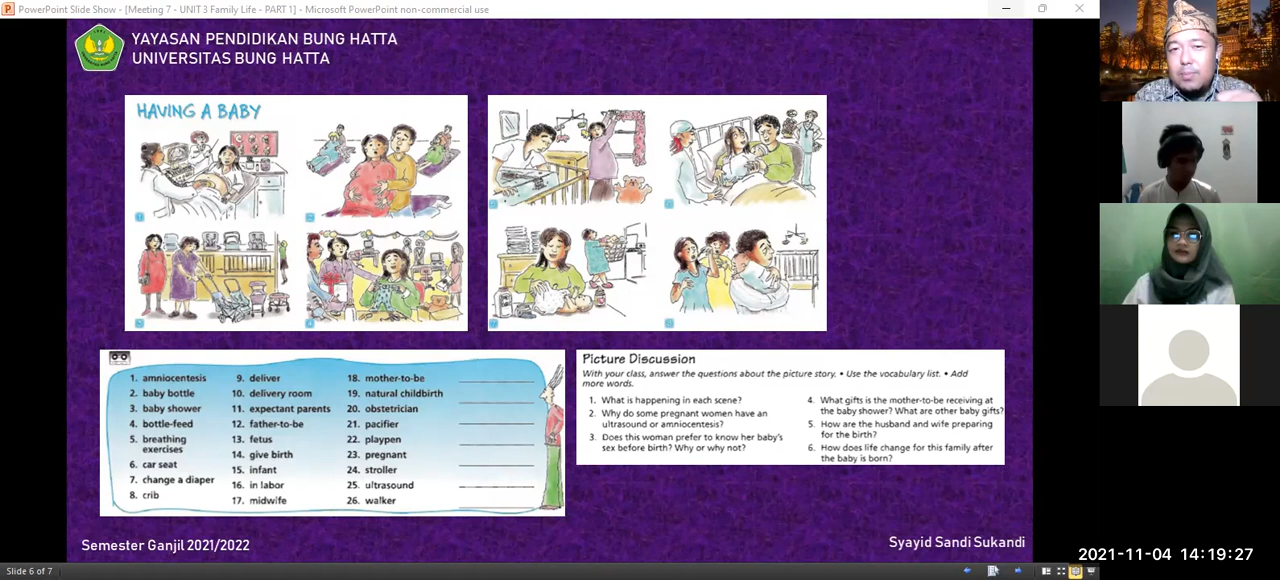 PowerPoint Slide Show - [Meeting 7 - UNIT 3 Family Life - PART 1] - Microsoft PowerPoint non-commercial use
YAYASAN PENDIDIKAN BUNG HATTA
UNIVERSITAS BUNG HATTA
HAVING A BABY
1. amniocentesis
2. baby bottle
3. baby shower
4. bottle-feed
5. breathing
exercises
6. car seat
7. change a diaper
8. crib
9. deliver
10. delivery room
11. expectant parents
12. father-to-be
13. fetus
14. give birth
15. infant
16. in labor
17. midwife
18. mother-to-be
19. natural childbirth
20. obstetrician
21. pacifier
22. playpen
23. pregnant
24. stroller
25. ultrasound
26. walker
Picture Discussion
With your class, answer the questions about the picture story. • Use the vocabulary list. • Add
more words.
1. What is happening in each scene?
2. Why do some pregnant women have an
ultrasound or amniocentesis?
3. Does this woman prefer to know her baby's
sex before birth? Why or why not?
4. What gifts is the mother-to-be receiving at
the baby shower? What are other baby gifts?
5. How are the husband and wife preparing
for the birth?
6. How does life change for this family after
the baby is born?
Semester Ganjil 2021/2022
Syayid Sandi Sukandi
2021-11-04 14:19:27
Slide 6 of 7